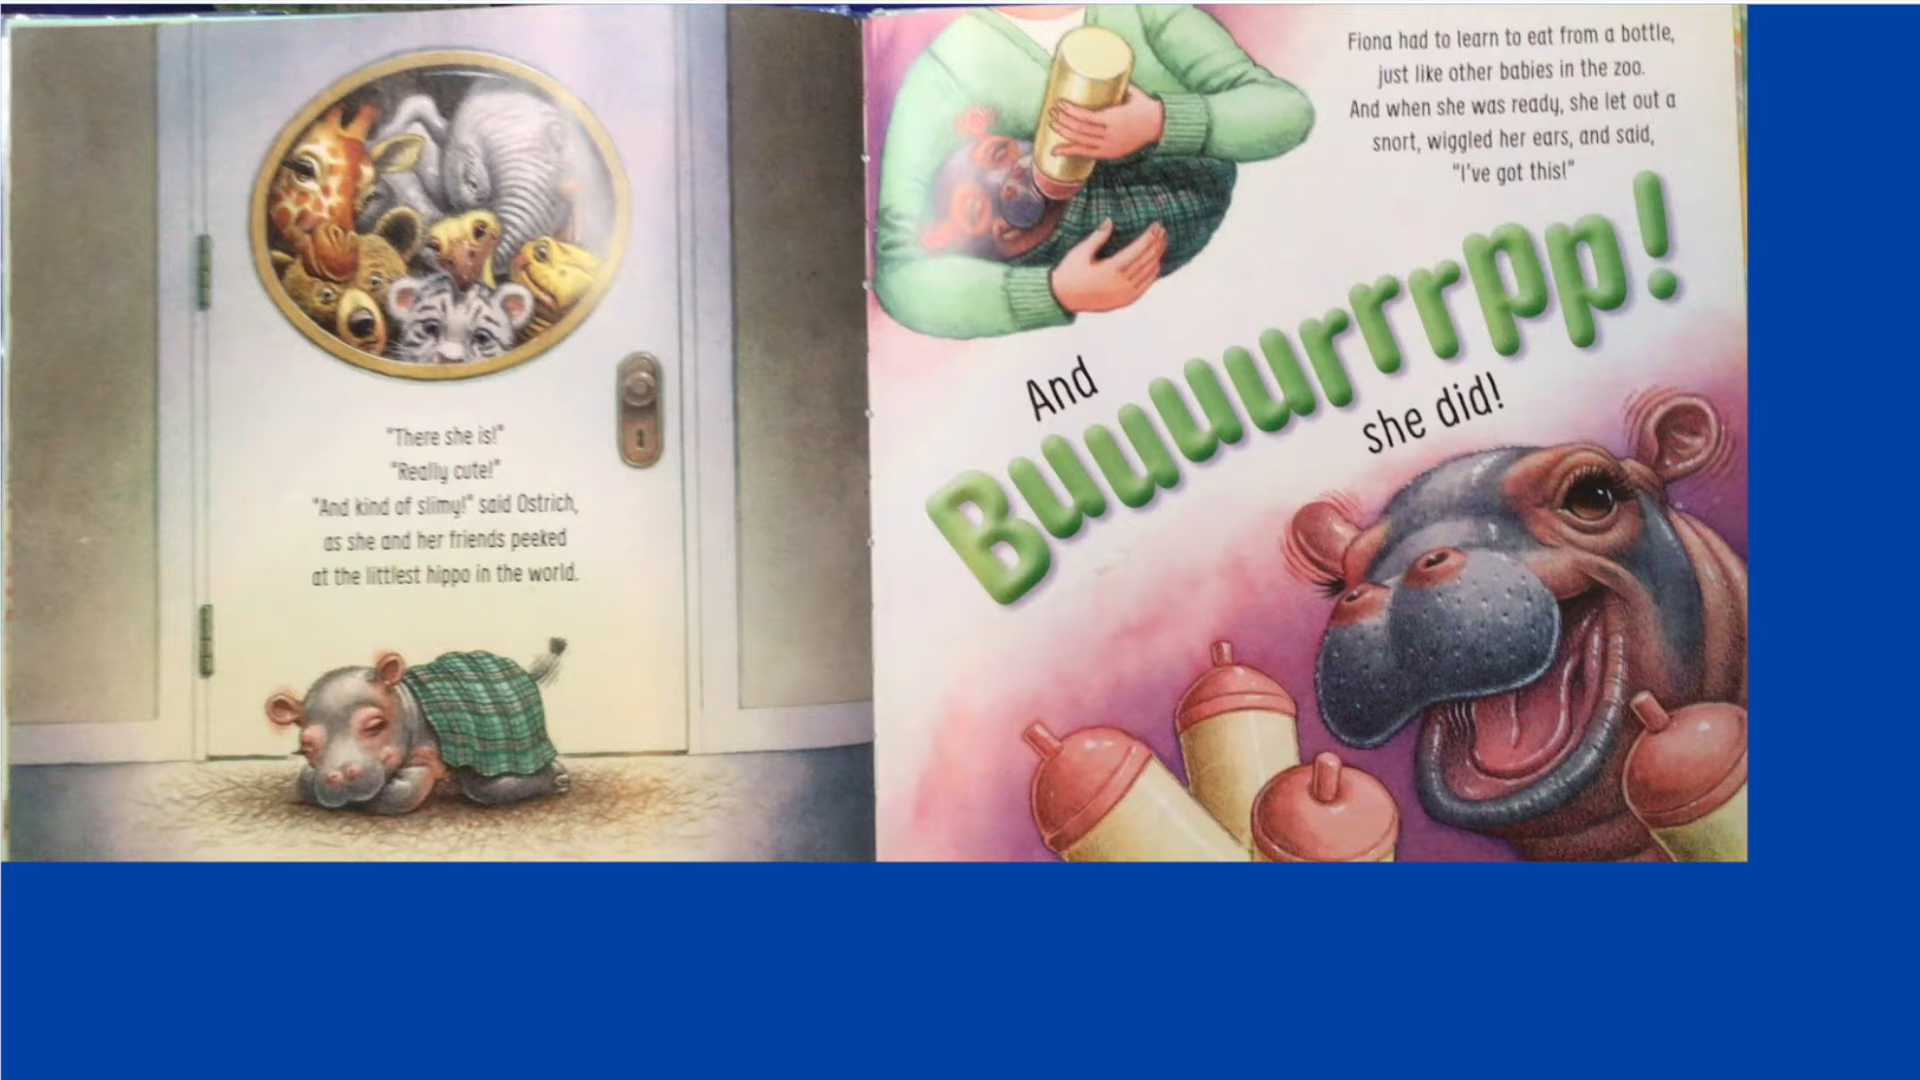 "There she is!"
"Really cute!"
"And kind of slimy!" said Ostrich,
as she and her friends peeked
at the littlest hippo in the world.
Fiona had to learn to eat from a bottle,
just like other babies in the zoo.
And when she was ready, she let out a
snort, wiggled her ears, and said,
"I've got this!"
And
Buuuurrrpp!
she did!